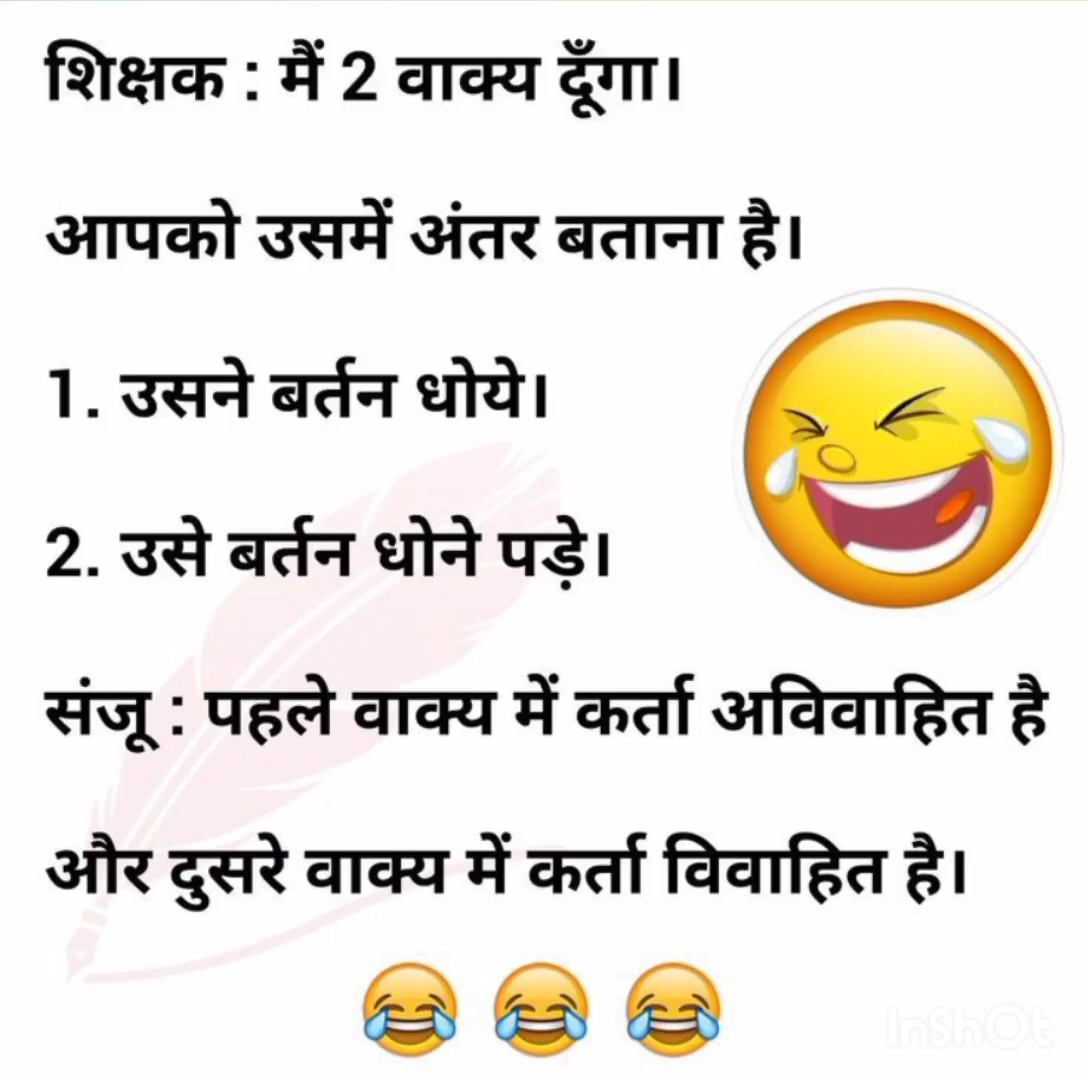 शिक्षक : मैं 2 वाक्य दूँगा।
आपको उसमें अंतर बताना है।
1. उसने बर्तन धोये।
2. उसे बर्तन धोने पड़े।
संजू : पहले वाक्य में कर्ता अविवाहित है
और दुसरे वाक्य में कर्ता विवाहित है।
InShOt